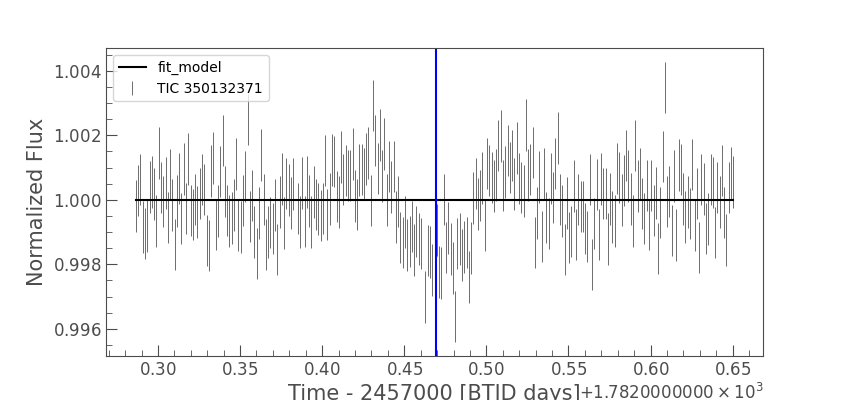 fit_model
TIC 350132371
Normalized Flux
1.004
1.002
1.000
0.998
0.996
0.30 0.35 0.40 0.45 0.50 0.55 0.60 0.65
Time - 2457000 [BTJD days]
+1.7820000000 × 10³